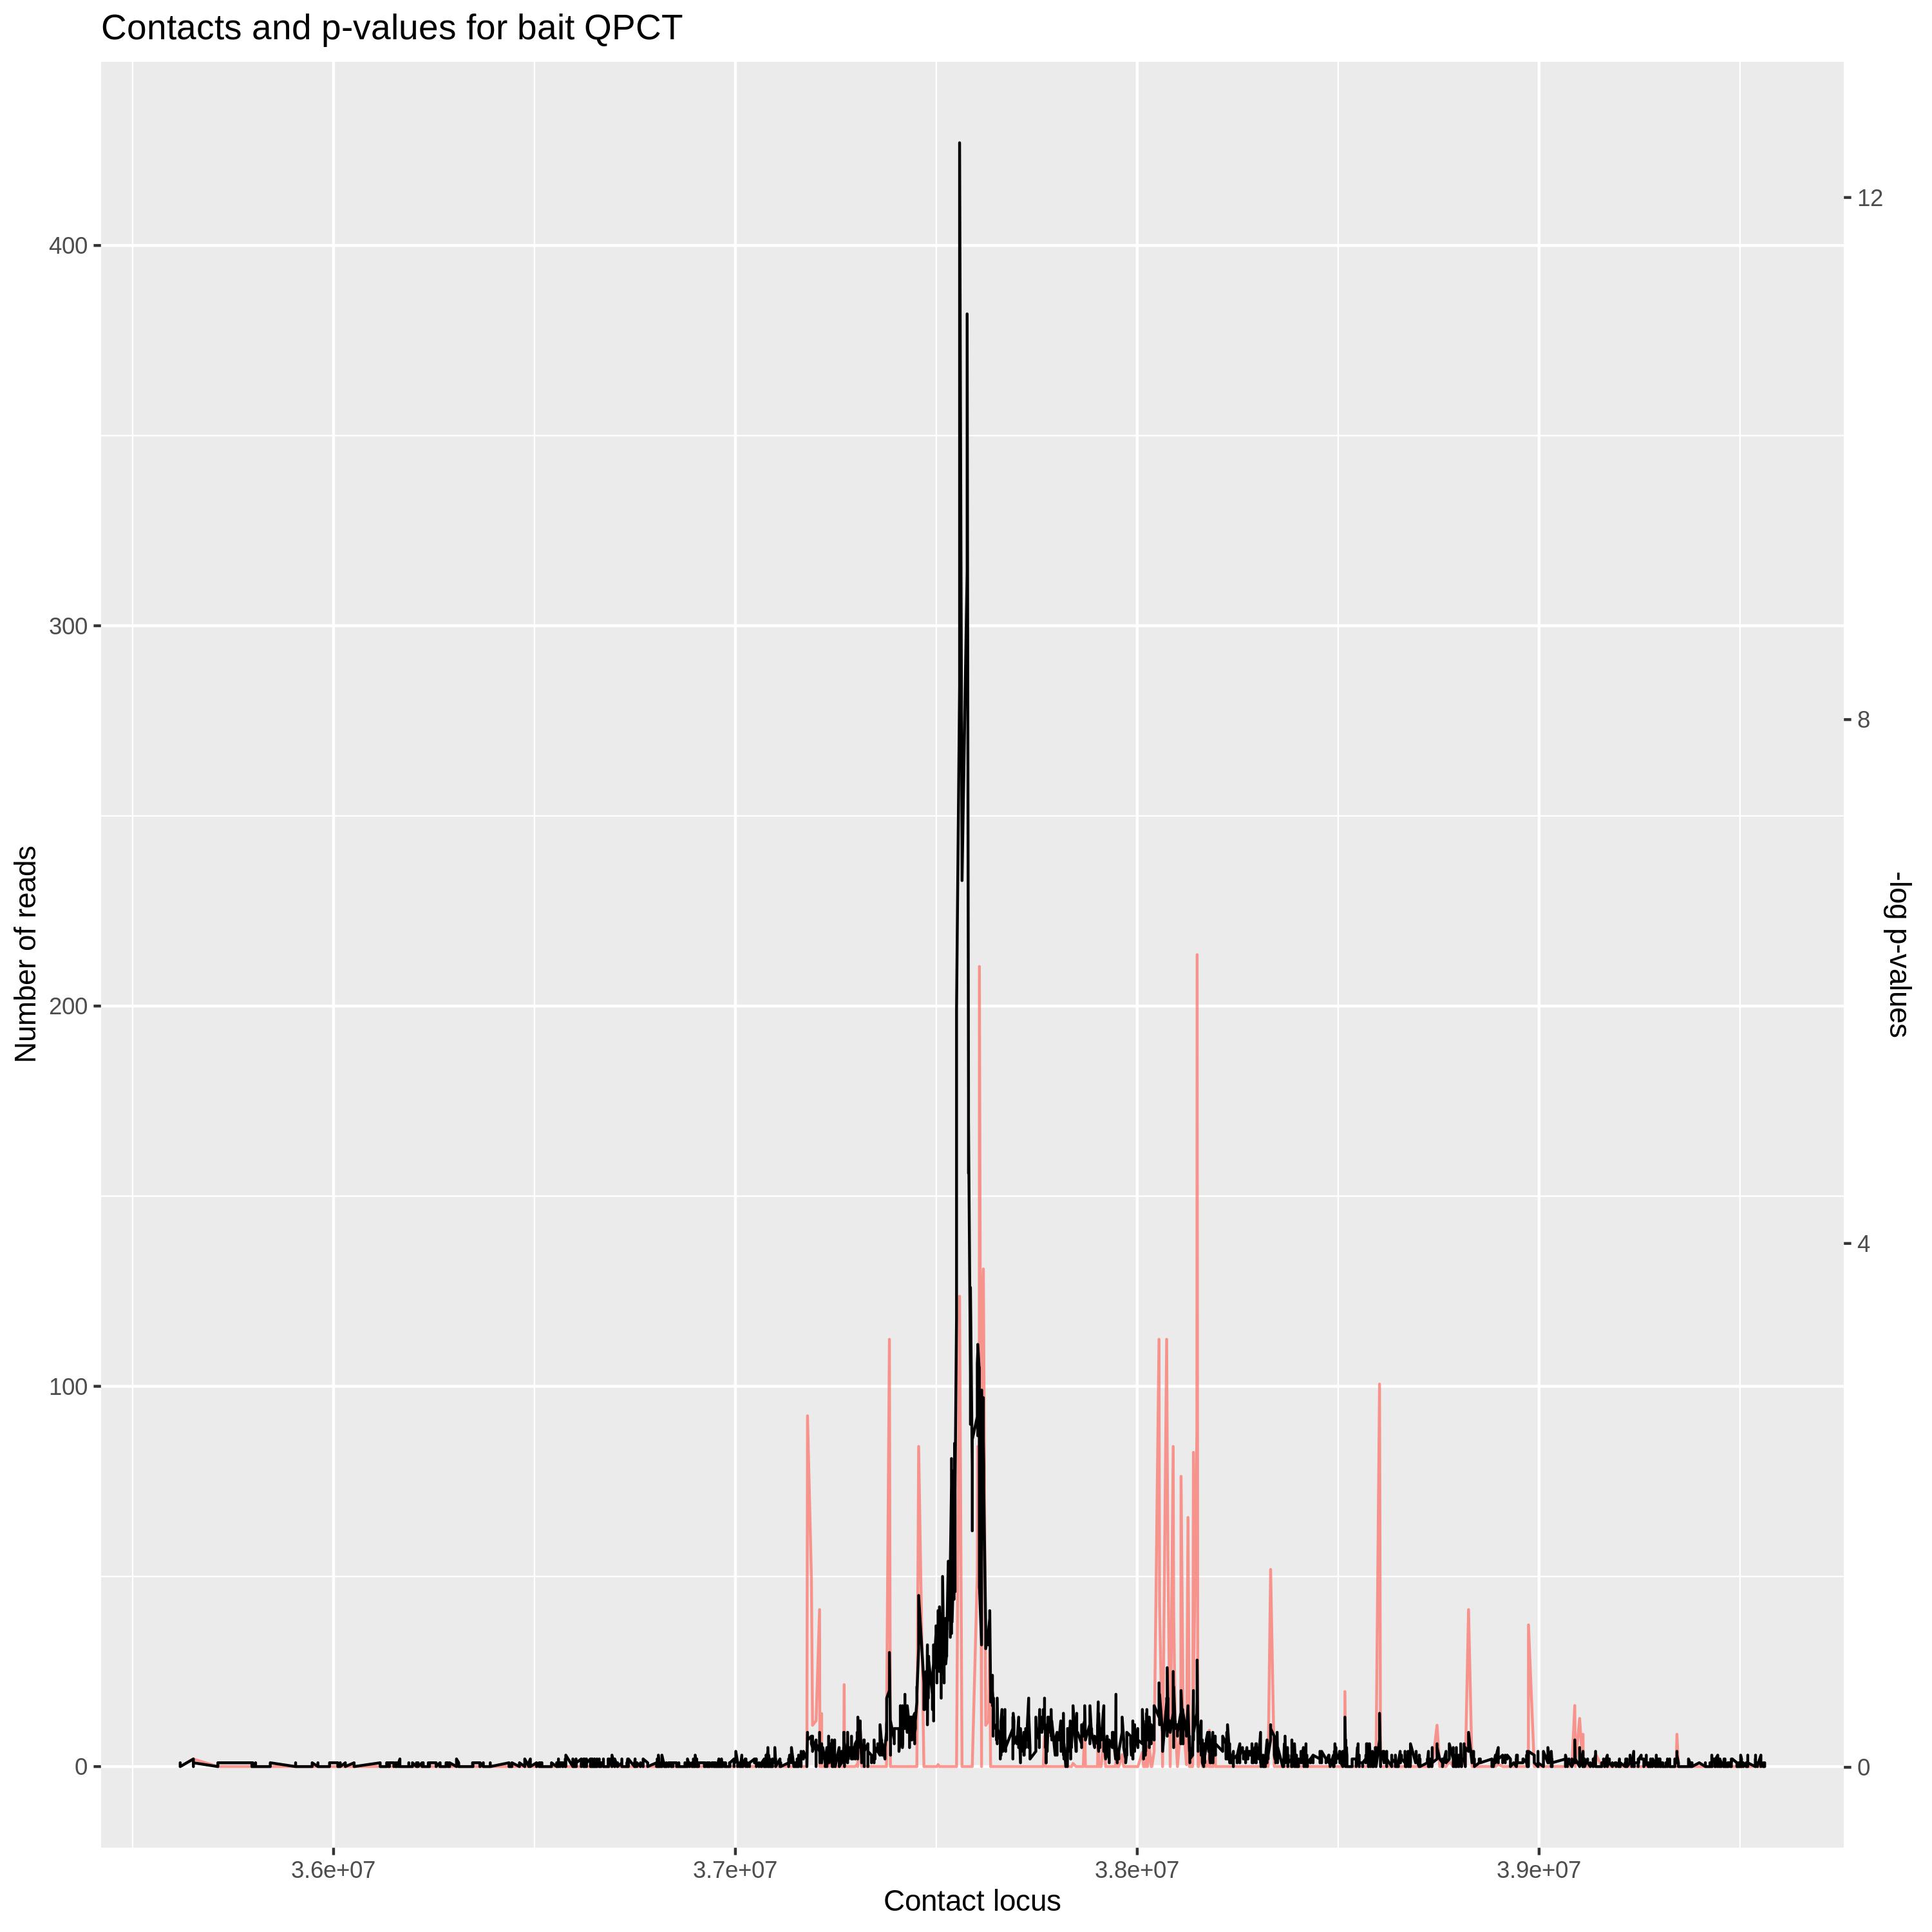 Contacts and p-values for bait QPCT
400
300
200
100
0
12
8
4
0
Number of reads
-log p-values
3.6e+07 3.7e+07 3.8e+07 3.9e+07
Contact locus